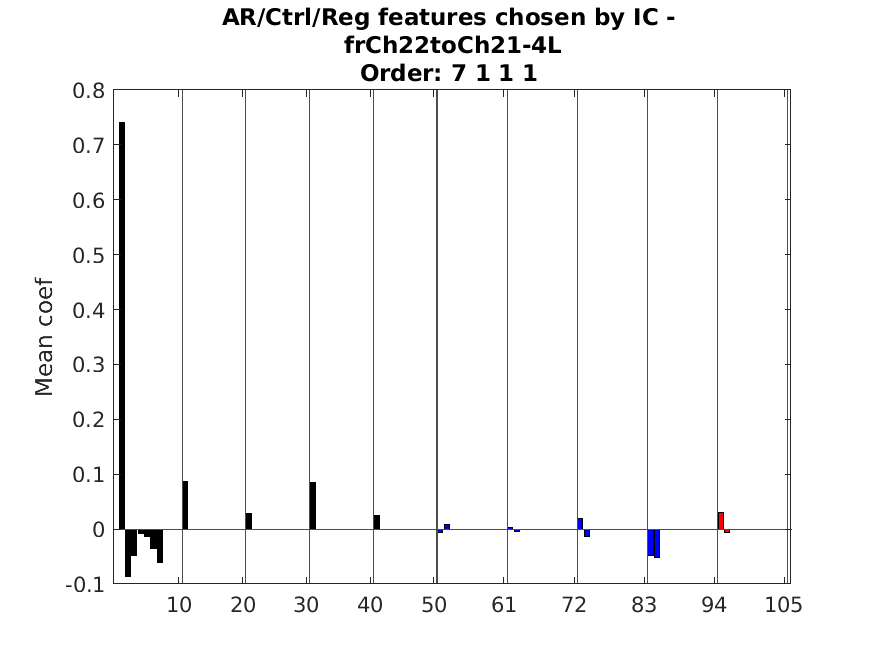 AR/Ctrl/Reg features chosen by IC -
frCh22toCh21-4L
Order: 7 1 1 1
0.8
0.7
0.6
0.5
0.4
0.3
0.2
0.1
0
-0.1
Mean coef
10 20 30 40 50 61 72 83 94 105